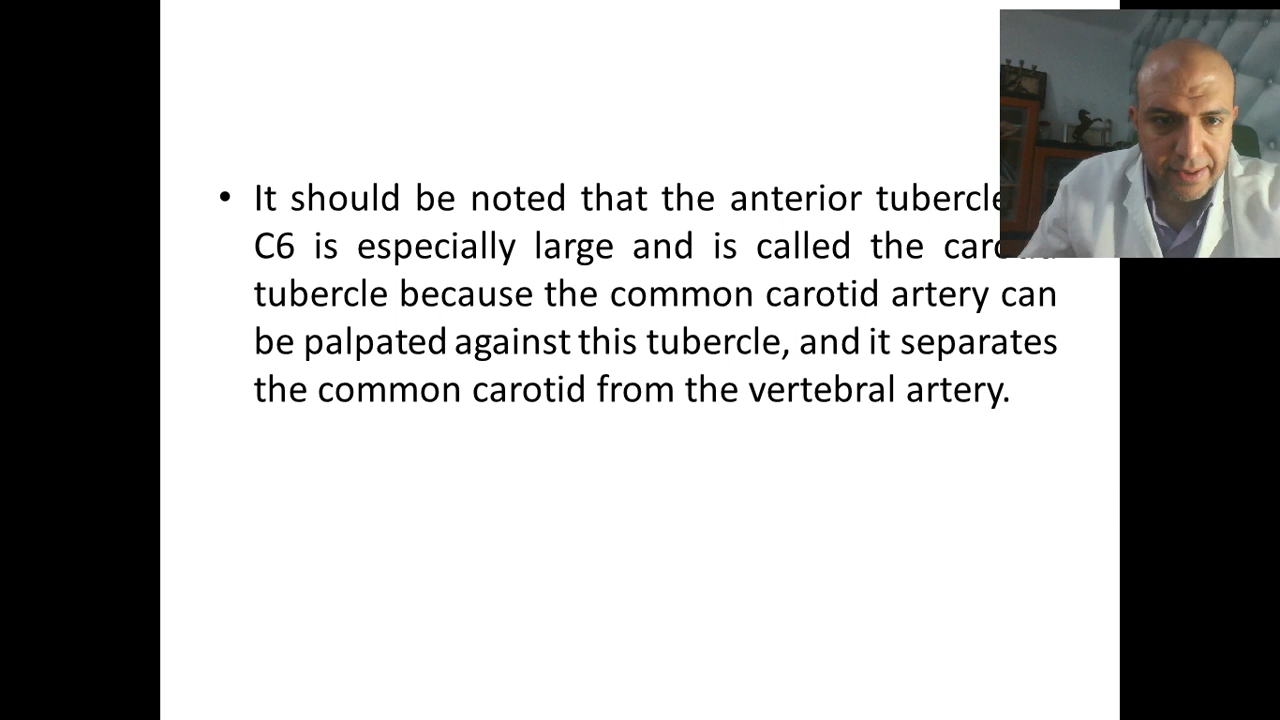 • It should be noted that the anterior tubercle
C6 is especially large and is called the
tubercle because the common carotid artery can
be palpated against this tubercle, and it separates
the common carotid from the vertebral artery.